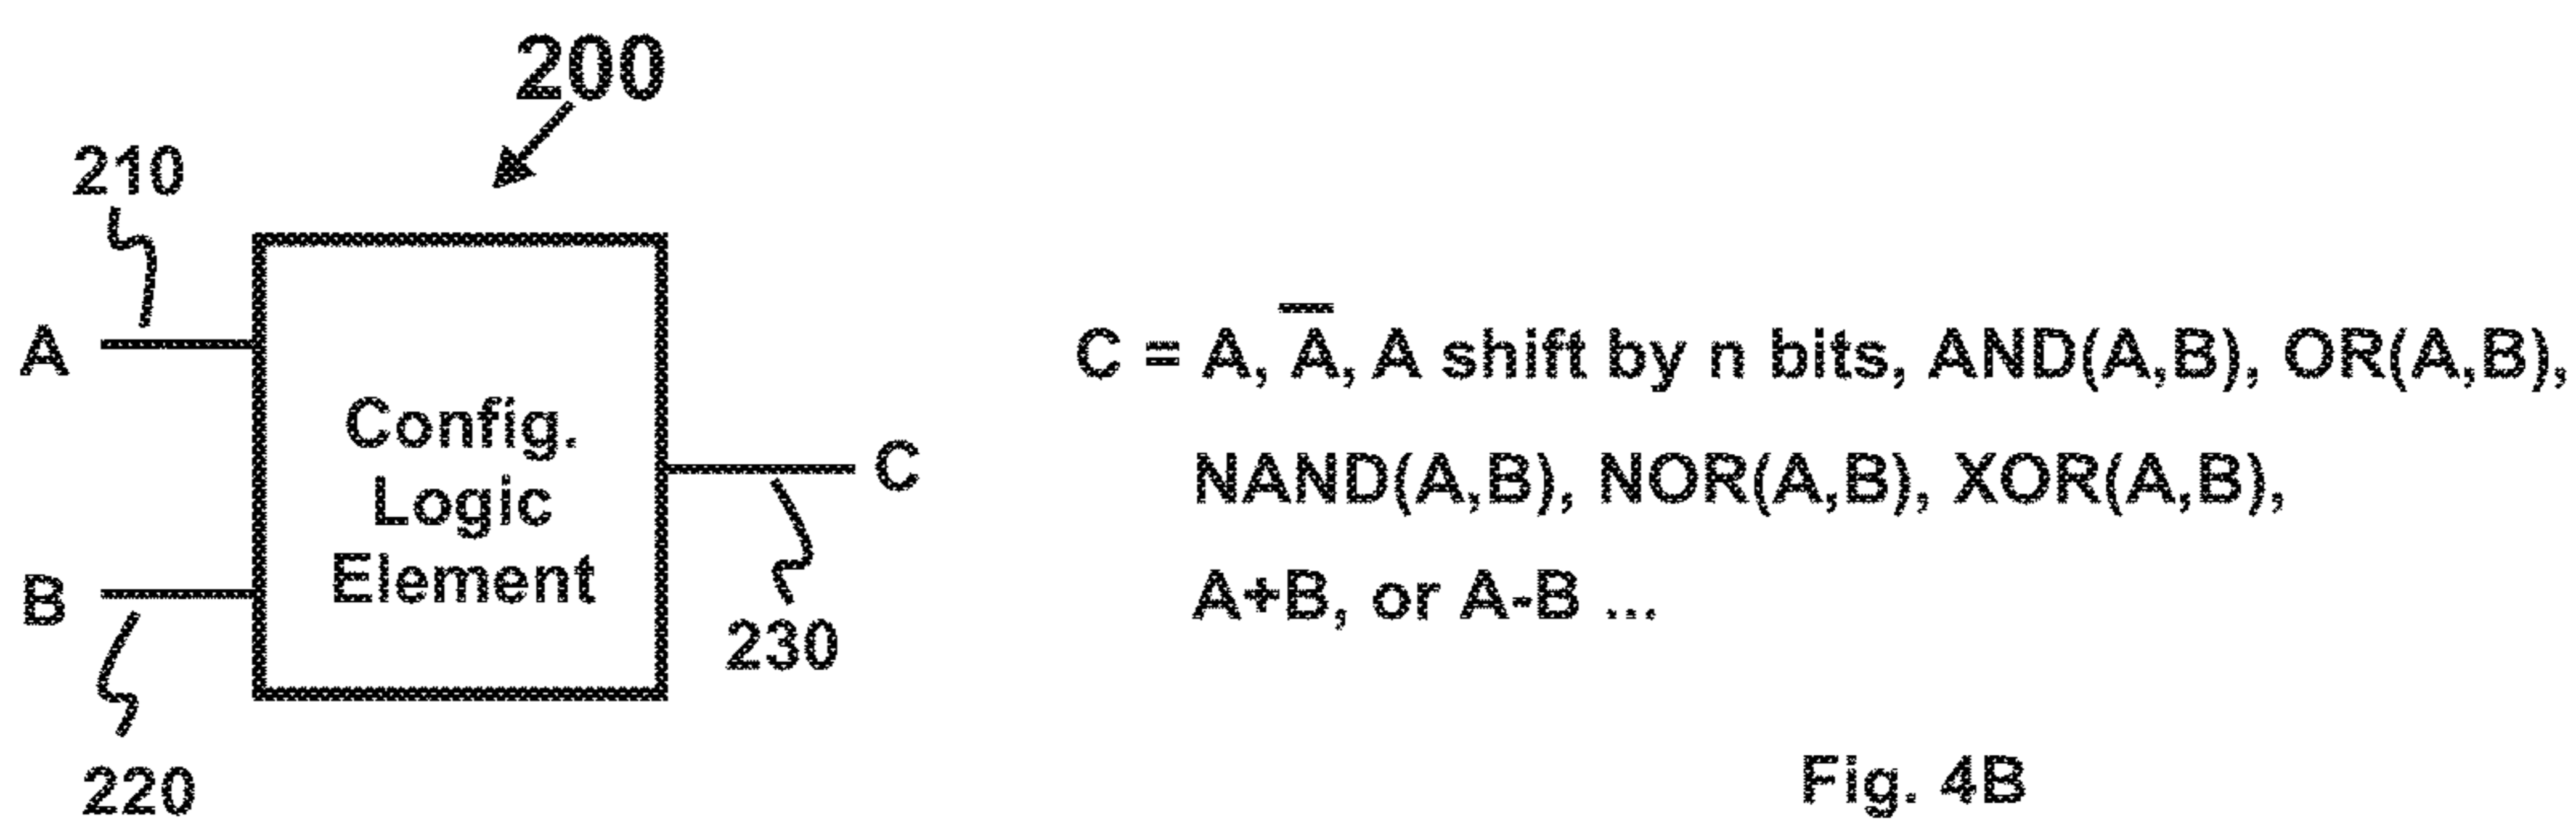 200
210
A
B
220
Config.
Logic
Element
C
230
C = A, A̅, A shift by n bits, AND(A,B), OR(A,B),
NAND(A,B), NOR(A,B), XOR(A,B),
A+B, or A-B ...
Fig. 4B